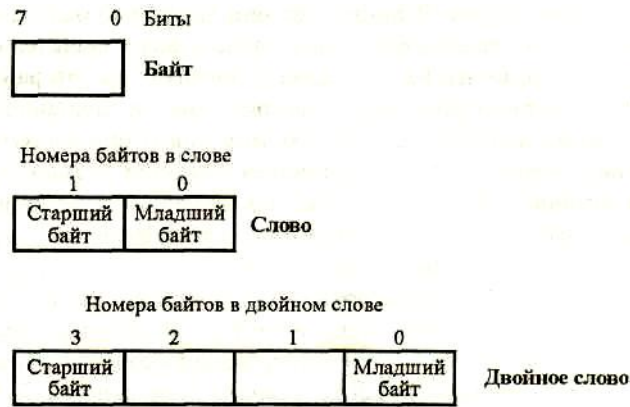 7 0 Биты
Байт
Номера байтов в слове
1 0
Старший байт Младший байт Слово
Номера байтов в двойном слове
3 2 1 0
Старший байт Младший байт Двойное слово